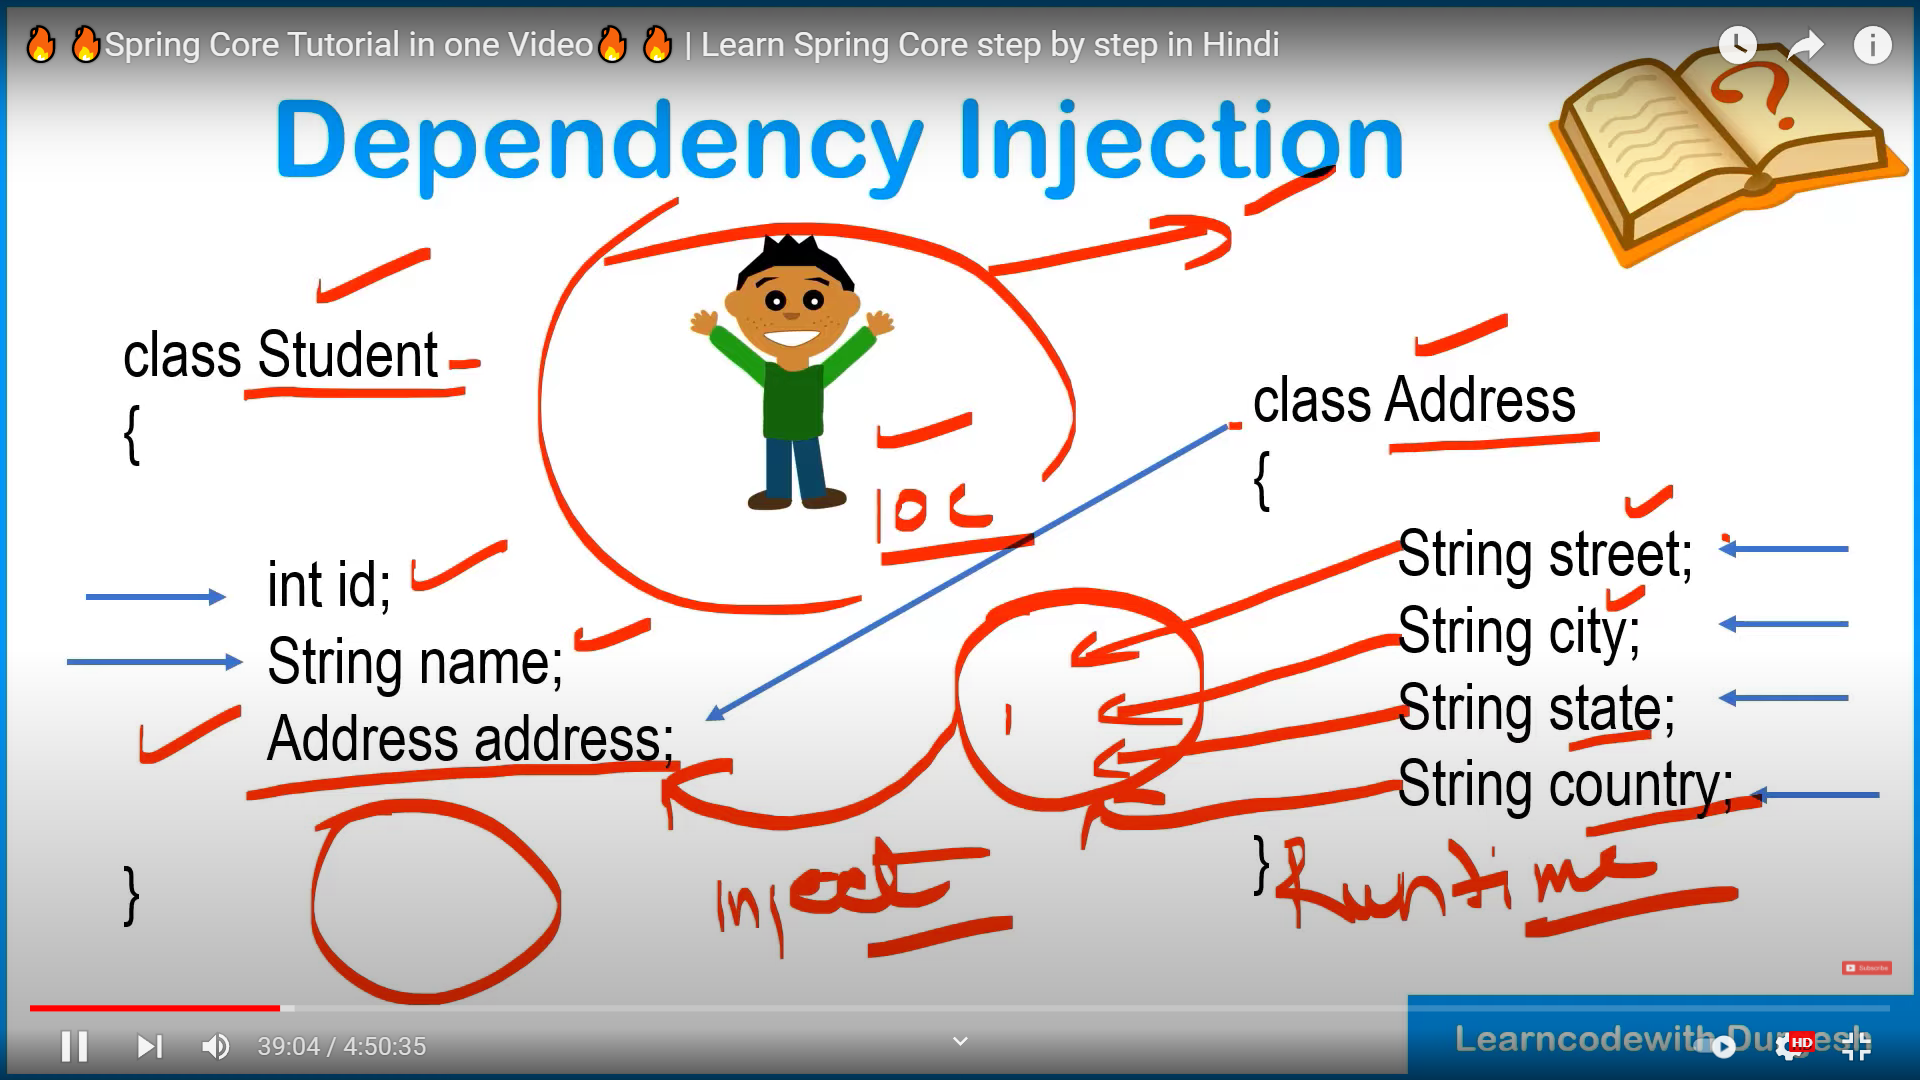 🔥🔥Spring Core Tutorial in one Video🔥🔥 | Learn Spring Core step by step in Hindi
Dependency Injection
class Student
{
int id;
String name;
Address address;
}
IOC
inject
class Address
{
String street;
String city;
String state;
String country;
}
Runtime
Subscribe
39:04 / 4:50:35
Learncodewith Durgesh
HD